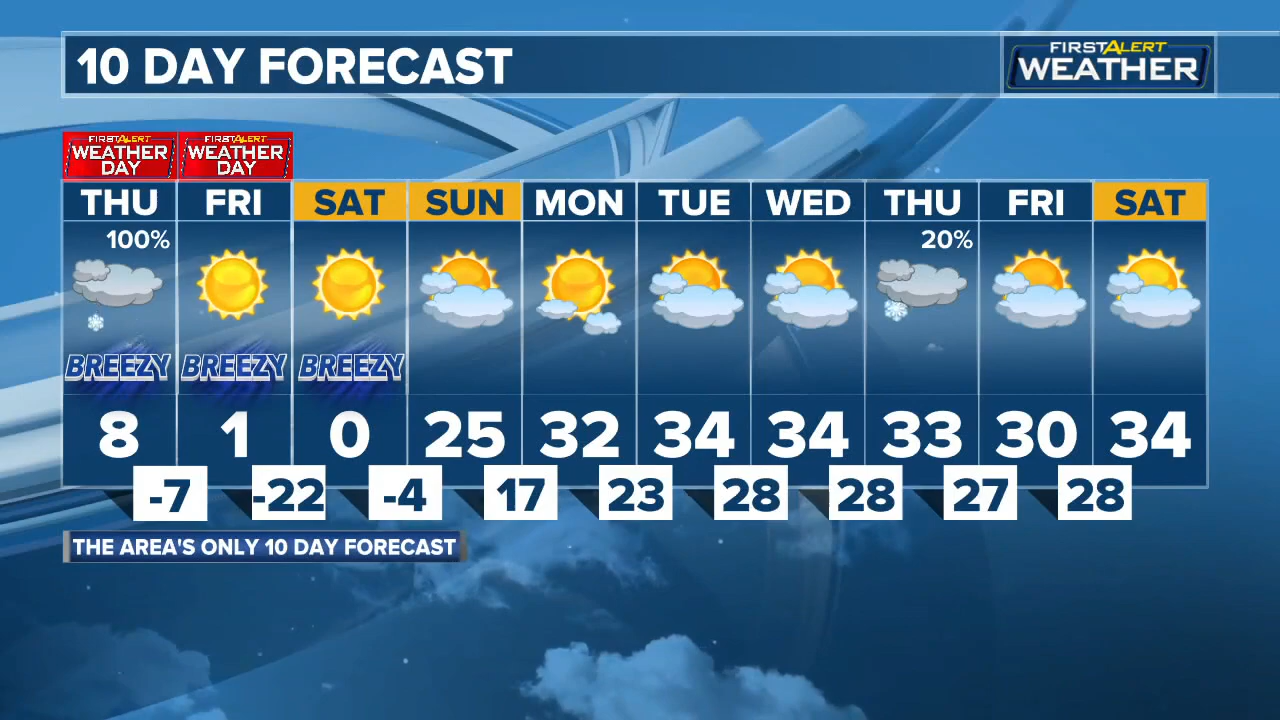 10 DAY FORECAST
FIRST ALERT
WEATHER
FIRST ALERT
WEATHER
DAY
FIRST ALERT
WEATHER
DAY
THU FRI SAT SUN MON TUE WED THU FRI SAT
100% 20%
BREEZY BREEZY BREEZY
8 1 0 25 32 34 34 33 30 34
-7 -22 -4 17 23 28 28 27 28
THE AREA'S ONLY 10 DAY FORECAST